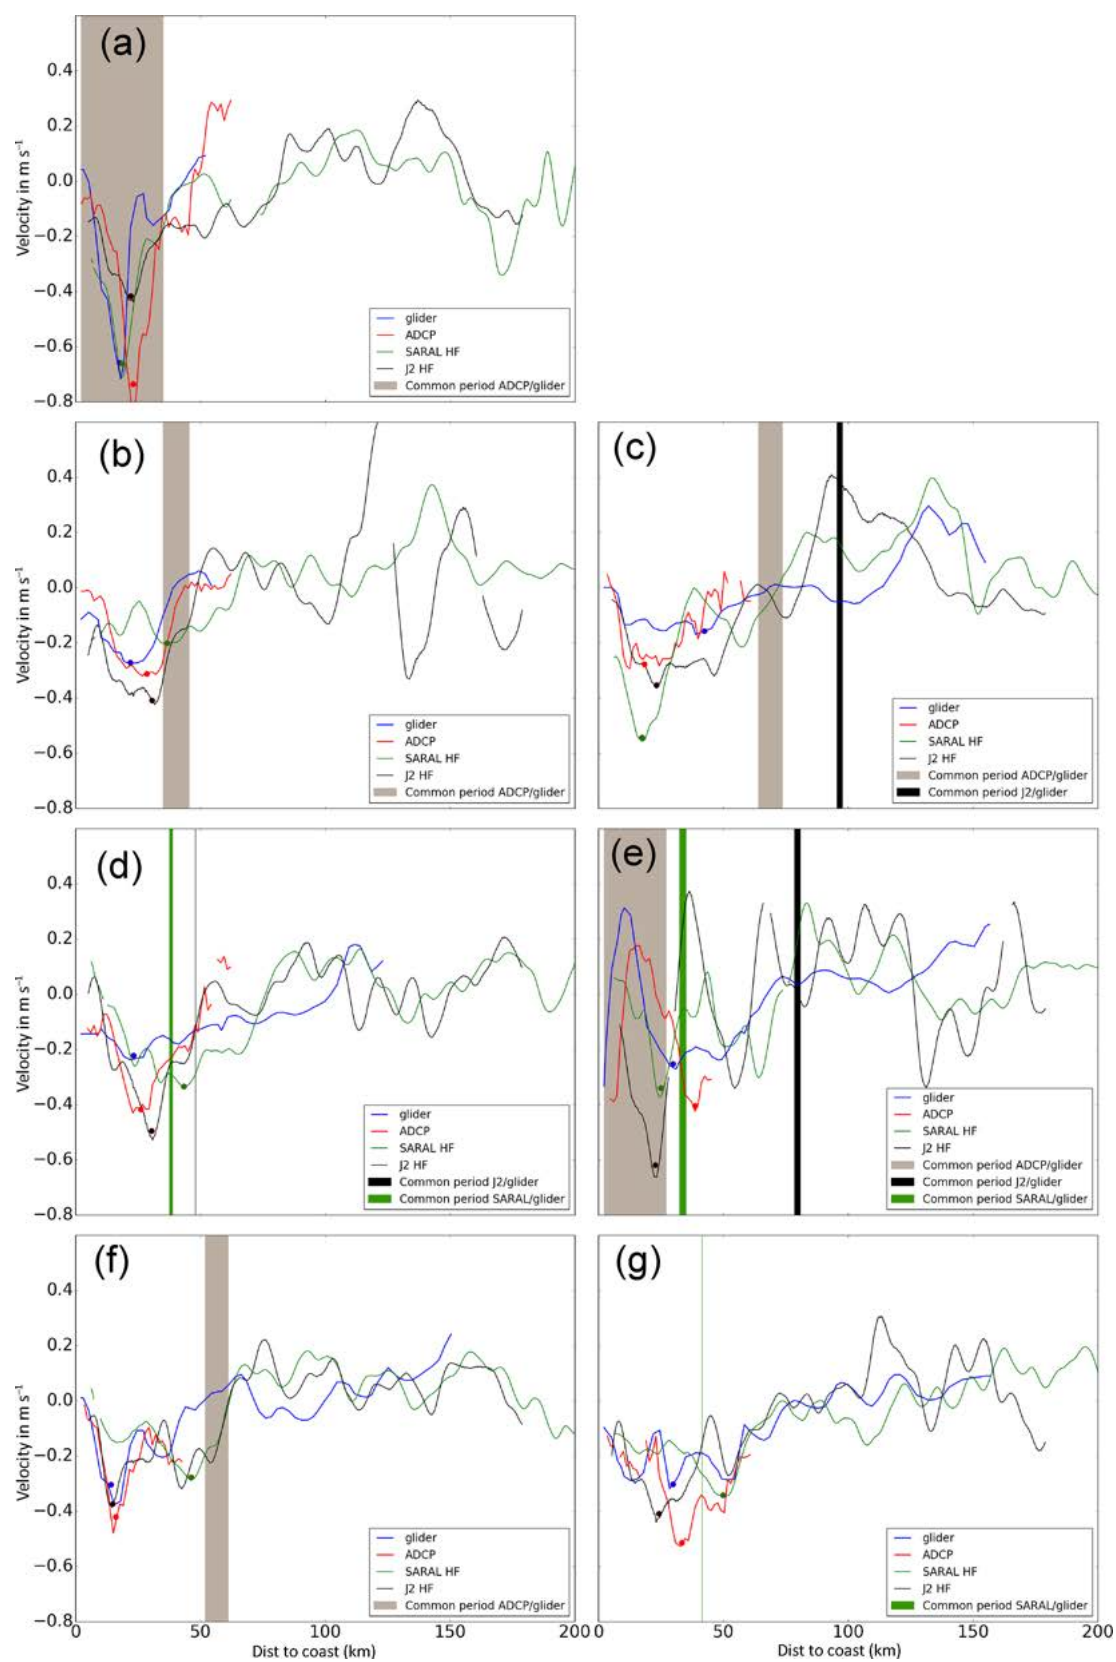 (a)
0.4
0.2
0.0
−0.2
−0.4
−0.6
−0.8
Velocity in m s⁻¹
glider
ADCP
SARAL HF
J2 HF
Common period ADCP/glider
(b)
0.4
0.2
0.0
−0.2
−0.4
−0.6
−0.8
Velocity in m s⁻¹
glider
ADCP
SARAL HF
J2 HF
Common period ADCP/glider
(c)
glider
ADCP
SARAL HF
J2 HF
Common period ADCP/glider
Common period J2/glider
(d)
0.4
0.2
0.0
−0.2
−0.4
−0.6
−0.8
Velocity in m s⁻¹
glider
ADCP
SARAL HF
J2 HF
Common period J2/glider
Common period SARAL/glider
(e)
glider
ADCP
SARAL HF
J2 HF
Common period ADCP/glider
Common period J2/glider
Common period SARAL/glider
(f)
0.4
0.2
0.0
−0.2
−0.4
−0.6
−0.8
Velocity in m s⁻¹
glider
ADCP
SARAL HF
J2 HF
Common period ADCP/glider
0 50 100 150 200
Dist to coast (km)
(g)
glider
ADCP
SARAL HF
J2 HF
Common period SARAL/glider
0 50 100 150 200
Dist to coast (km)